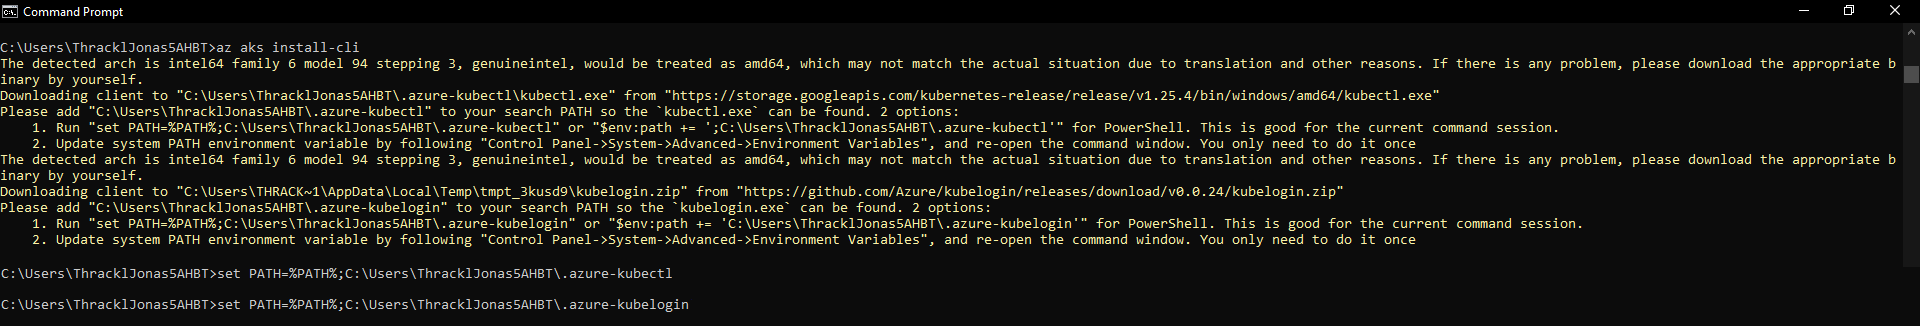 Command Prompt
C:\Users\ThracklJonas5AHBT>az aks install-cli
The detected arch is intel64 family 6 model 94 stepping 3, genuineintel, would be treated as amd64, which may not match the actual situation due to translation and other reasons. If there is any problem, please download the appropriate b
inary by yourself.
Downloading client to "C:\Users\ThracklJonas5AHBT\.azure-kubectl\kubectl.exe" from "https://storage.googleapis.com/kubernetes-release/release/v1.25.4/bin/windows/amd64/kubectl.exe"
Please add "C:\Users\ThracklJonas5AHBT\.azure-kubectl" to your search PATH so the `kubectl.exe` can be found. 2 options:
    1. Run "set PATH=%PATH%;C:\Users\ThracklJonas5AHBT\.azure-kubectl" or "$env:path += ';C:\Users\ThracklJonas5AHBT\.azure-kubectl'" for PowerShell. This is good for the current command session.
    2. Update system PATH environment variable by following "Control Panel->System->Advanced->Environment Variables", and re-open the command window. You only need to do it once
The detected arch is intel64 family 6 model 94 stepping 3, genuineintel, would be treated as amd64, which may not match the actual situation due to translation and other reasons. If there is any problem, please download the appropriate b
inary by yourself.
Downloading client to "C:\Users\THRACK~1\AppData\Local\Temp\tmpt_3kusd9\kubelogin.zip" from "https://github.com/Azure/kubelogin/releases/download/v0.0.24/kubelogin.zip"
Please add "C:\Users\ThracklJonas5AHBT\.azure-kubelogin" to your search PATH so the `kubelogin.exe` can be found. 2 options:
    1. Run "set PATH=%PATH%;C:\Users\ThracklJonas5AHBT\.azure-kubelogin" or "$env:path += 'C:\Users\ThracklJonas5AHBT\.azure-kubelogin'" for PowerShell. This is good for the current command session.
    2. Update system PATH environment variable by following "Control Panel->System->Advanced->Environment Variables", and re-open the command window. You only need to do it once
C:\Users\ThracklJonas5AHBT>set PATH=%PATH%;C:\Users\ThracklJonas5AHBT\.azure-kubectl
C:\Users\ThracklJonas5AHBT>set PATH=%PATH%;C:\Users\ThracklJonas5AHBT\.azure-kubelogin